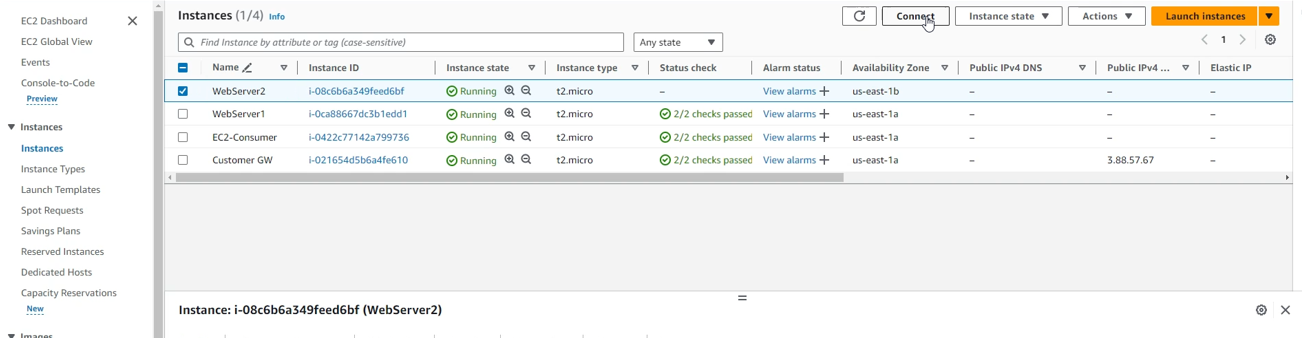 EC2 Dashboard
EC2 Global View
Events
Console-to-Code
Preview
Instances
Instances
Instance Types
Launch Templates
Spot Requests
Savings Plans
Reserved Instances
Dedicated Hosts
Capacity Reservations
New
Images
Instances (1/4) Info
Connect
Instance state
Actions
Launch instances
Find Instance by attribute or tag (case-sensitive)
Any state
1
Name Instance ID Instance state Instance type Status check Alarm status Availability Zone Public IPv4 DNS Public IPv4 ... Elastic IP
WebServer2 i-08c6b6a349feed6bf Running t2.micro – View alarms + us-east-1b – – –
WebServer1 i-0ca88667dc3b1edd1 Running t2.micro 2/2 checks passed View alarms + us-east-1a – – –
EC2-Consumer i-0422c77142a799736 Running t2.micro 2/2 checks passed View alarms + us-east-1a – – –
Customer GW i-021654d5b6a4fe610 Running t2.micro 2/2 checks passed View alarms + us-east-1a – 3.88.57.67 –
Instance: i-08c6b6a349feed6bf (WebServer2)